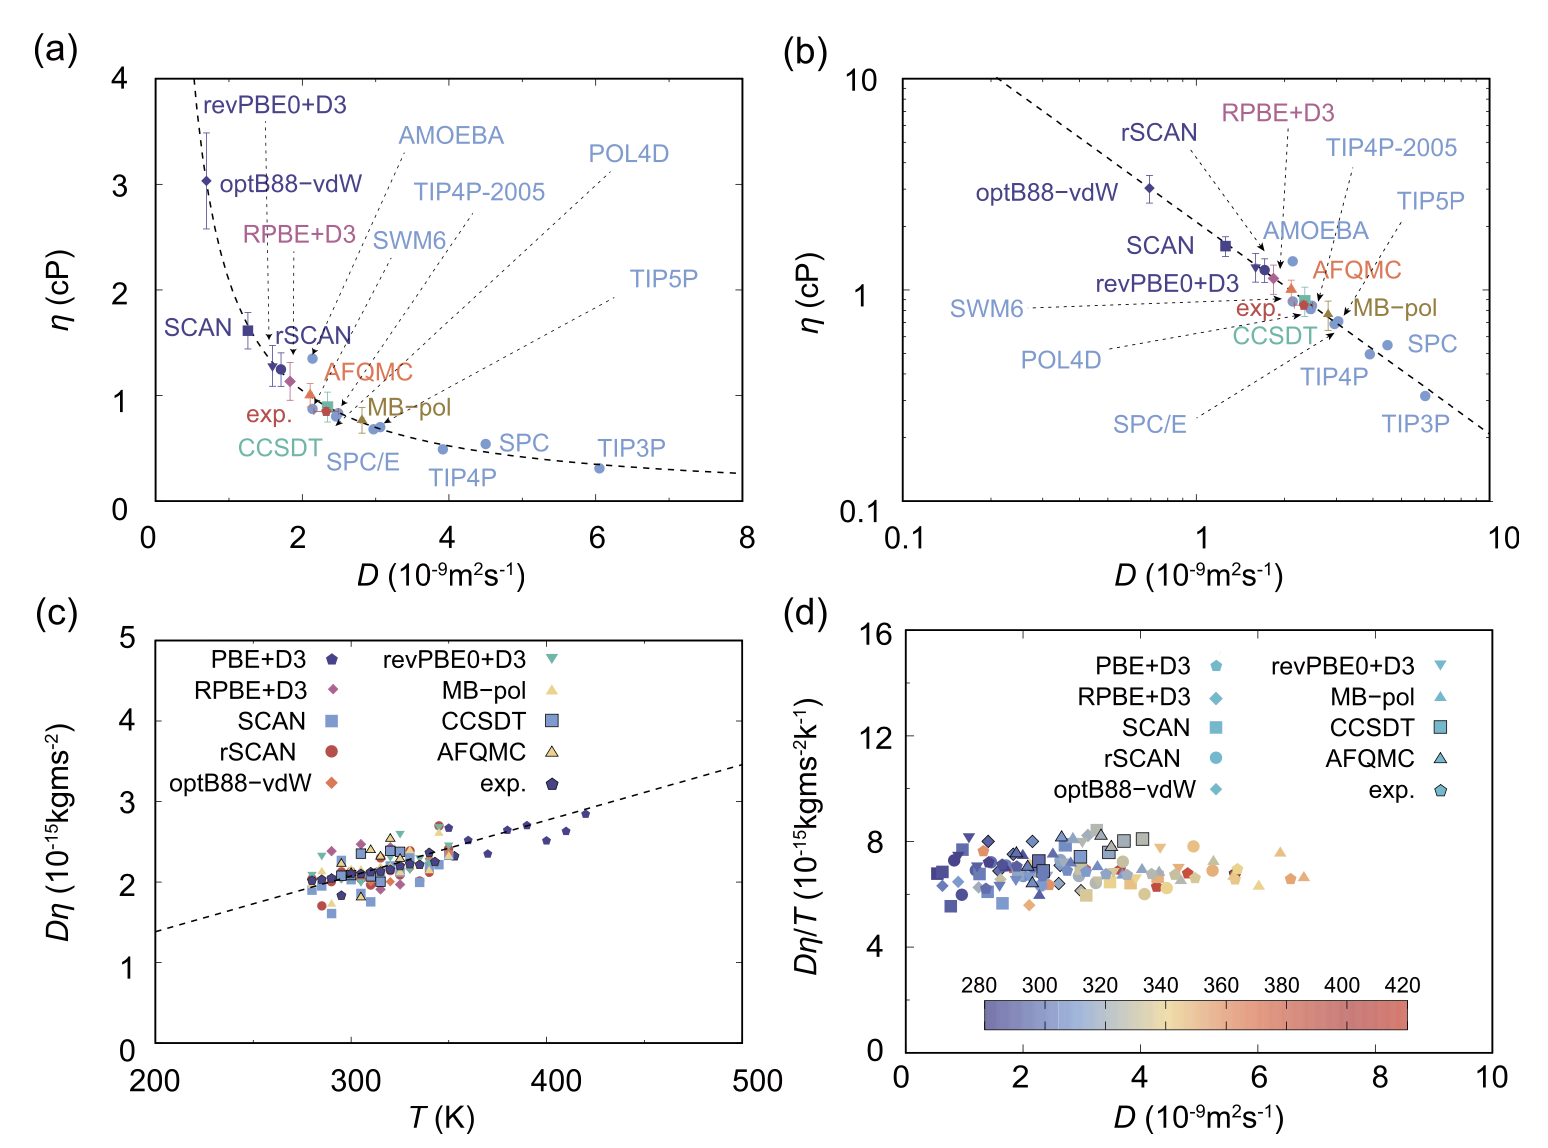 (a)
4
3
2
1
0
0
2
4
6
8
η (cP)
D (10⁻⁹m²s⁻¹)
revPBE0+D3
AMOEBA
POL4D
optB88−vdW
TIP4P-2005
RPBE+D3
SWM6
TIP5P
SCAN
rSCAN
AFQMC
exp.
MB−pol
CCSDT
SPC/E
SPC
TIP3P
TIP4P
(b)
10
1
0.1
0.1
1
10
η (cP)
D (10⁻⁹m²s⁻¹)
RPBE+D3
rSCAN
TIP4P-2005
optB88−vdW
TIP5P
AMOEBA
SCAN
AFQMC
revPBE0+D3
SWM6
exp.
MB−pol
CCSDT
POL4D
SPC
TIP4P
SPC/E
TIP3P
(c)
5
4
3
2
1
0
200
300
400
500
Dη (10⁻¹⁵kgms⁻²)
T (K)
PBE+D3
RPBE+D3
SCAN
rSCAN
optB88−vdW
revPBE0+D3
MB−pol
CCSDT
AFQMC
exp.
(d)
16
12
8
4
0
0
2
4
6
8
10
Dη/T (10⁻¹⁵kgms⁻²k⁻¹)
D (10⁻⁹m²s⁻¹)
PBE+D3
RPBE+D3
SCAN
rSCAN
optB88−vdW
revPBE0+D3
MB−pol
CCSDT
AFQMC
exp.
280 300 320 340 360 380 400 420